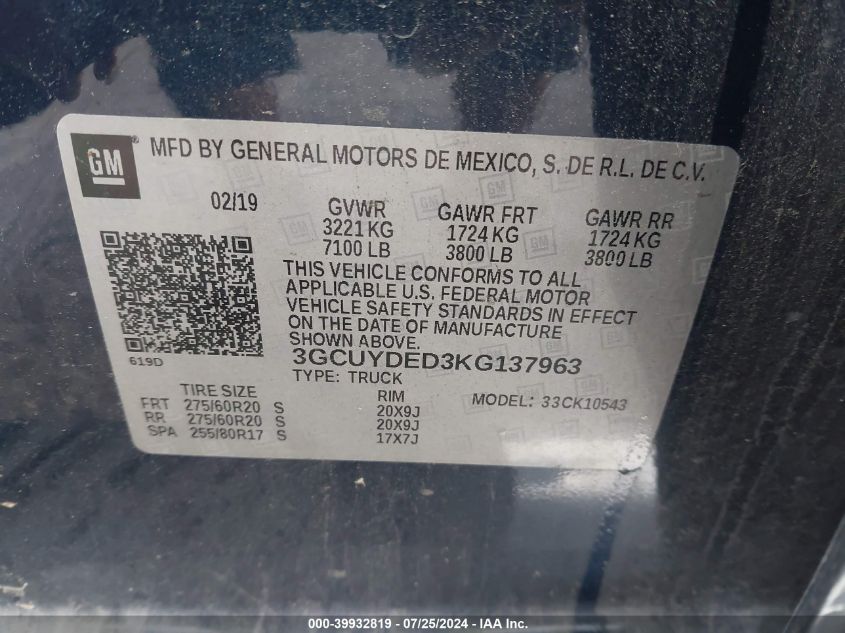 GM
MFD BY GENERAL MOTORS DE MEXICO, S. DE R.L. DE C.V.
02/19 GVWR GAWR FRT GAWR RR
3221 KG 1724 KG 1724 KG
7100 LB 3800 LB 3800 LB
THIS VEHICLE CONFORMS TO ALL
APPLICABLE U.S. FEDERAL MOTOR
VEHICLE SAFETY STANDARDS IN EFFECT
ON THE DATE OF MANUFACTURE
SHOWN ABOVE.
619D
3GCUYDED3KG137963
TYPE: TRUCK
TIRE SIZE RIM MODEL: 33CK10543
FRT 275/60R20 S 20X9J
RR 275/60R20 S 20X9J
SPA 255/80R17 S 17X7J
000-39932819 - 07/25/2024 - IAA Inc.